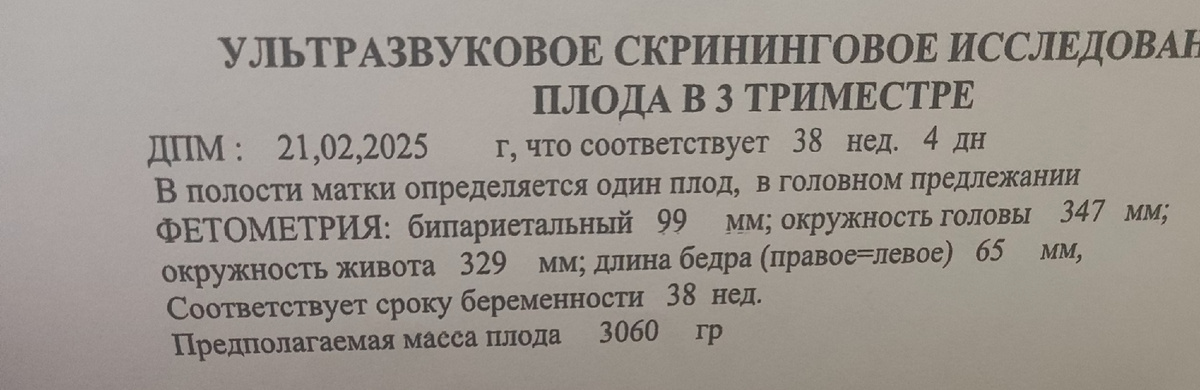 УЛЬТРАЗВУКОВОЕ СКРИНИНГОВОЕ ИССЛЕДОВАН
ПЛОДА В 3 ТРИМЕСТРЕ
ДПМ : 21,02,2025 г, что соответствует 38 нед. 4 дн
В полости матки определяется один плод, в головном предлежании
ФЕТОМЕТРИЯ: бипариетальный 99 мм; окружность головы 347 мм;
окружность живота 329 мм; длина бедра (правое=левое) 65 мм,
Соответствует сроку беременности 38 нед.
Предполагаемая масса плода 3060 гр